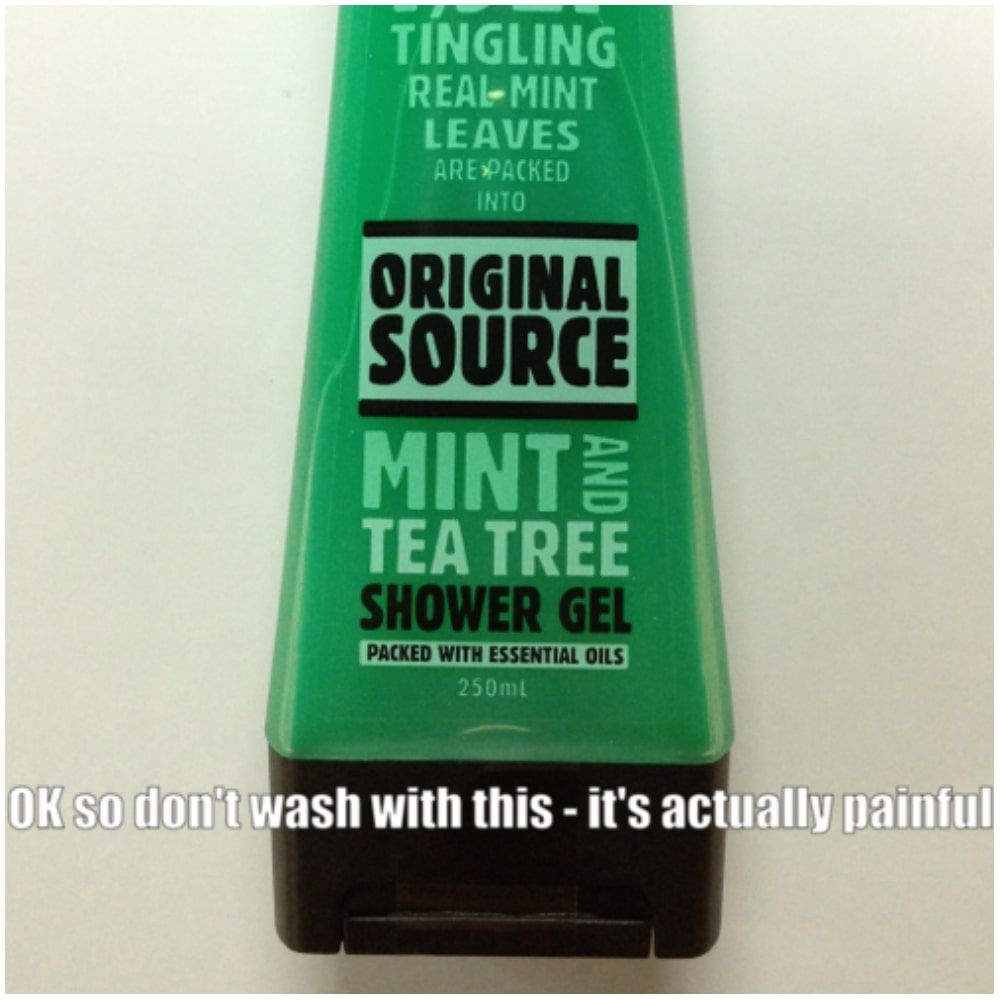 TINGLING
REAL MINT
LEAVES
ARE PACKED
INTO
ORIGINAL
SOURCE
MINT AND
TEA TREE
SHOWER GEL
PACKED WITH ESSENTIAL OILS
250mL
OK so don't wash with this - it's actually painful